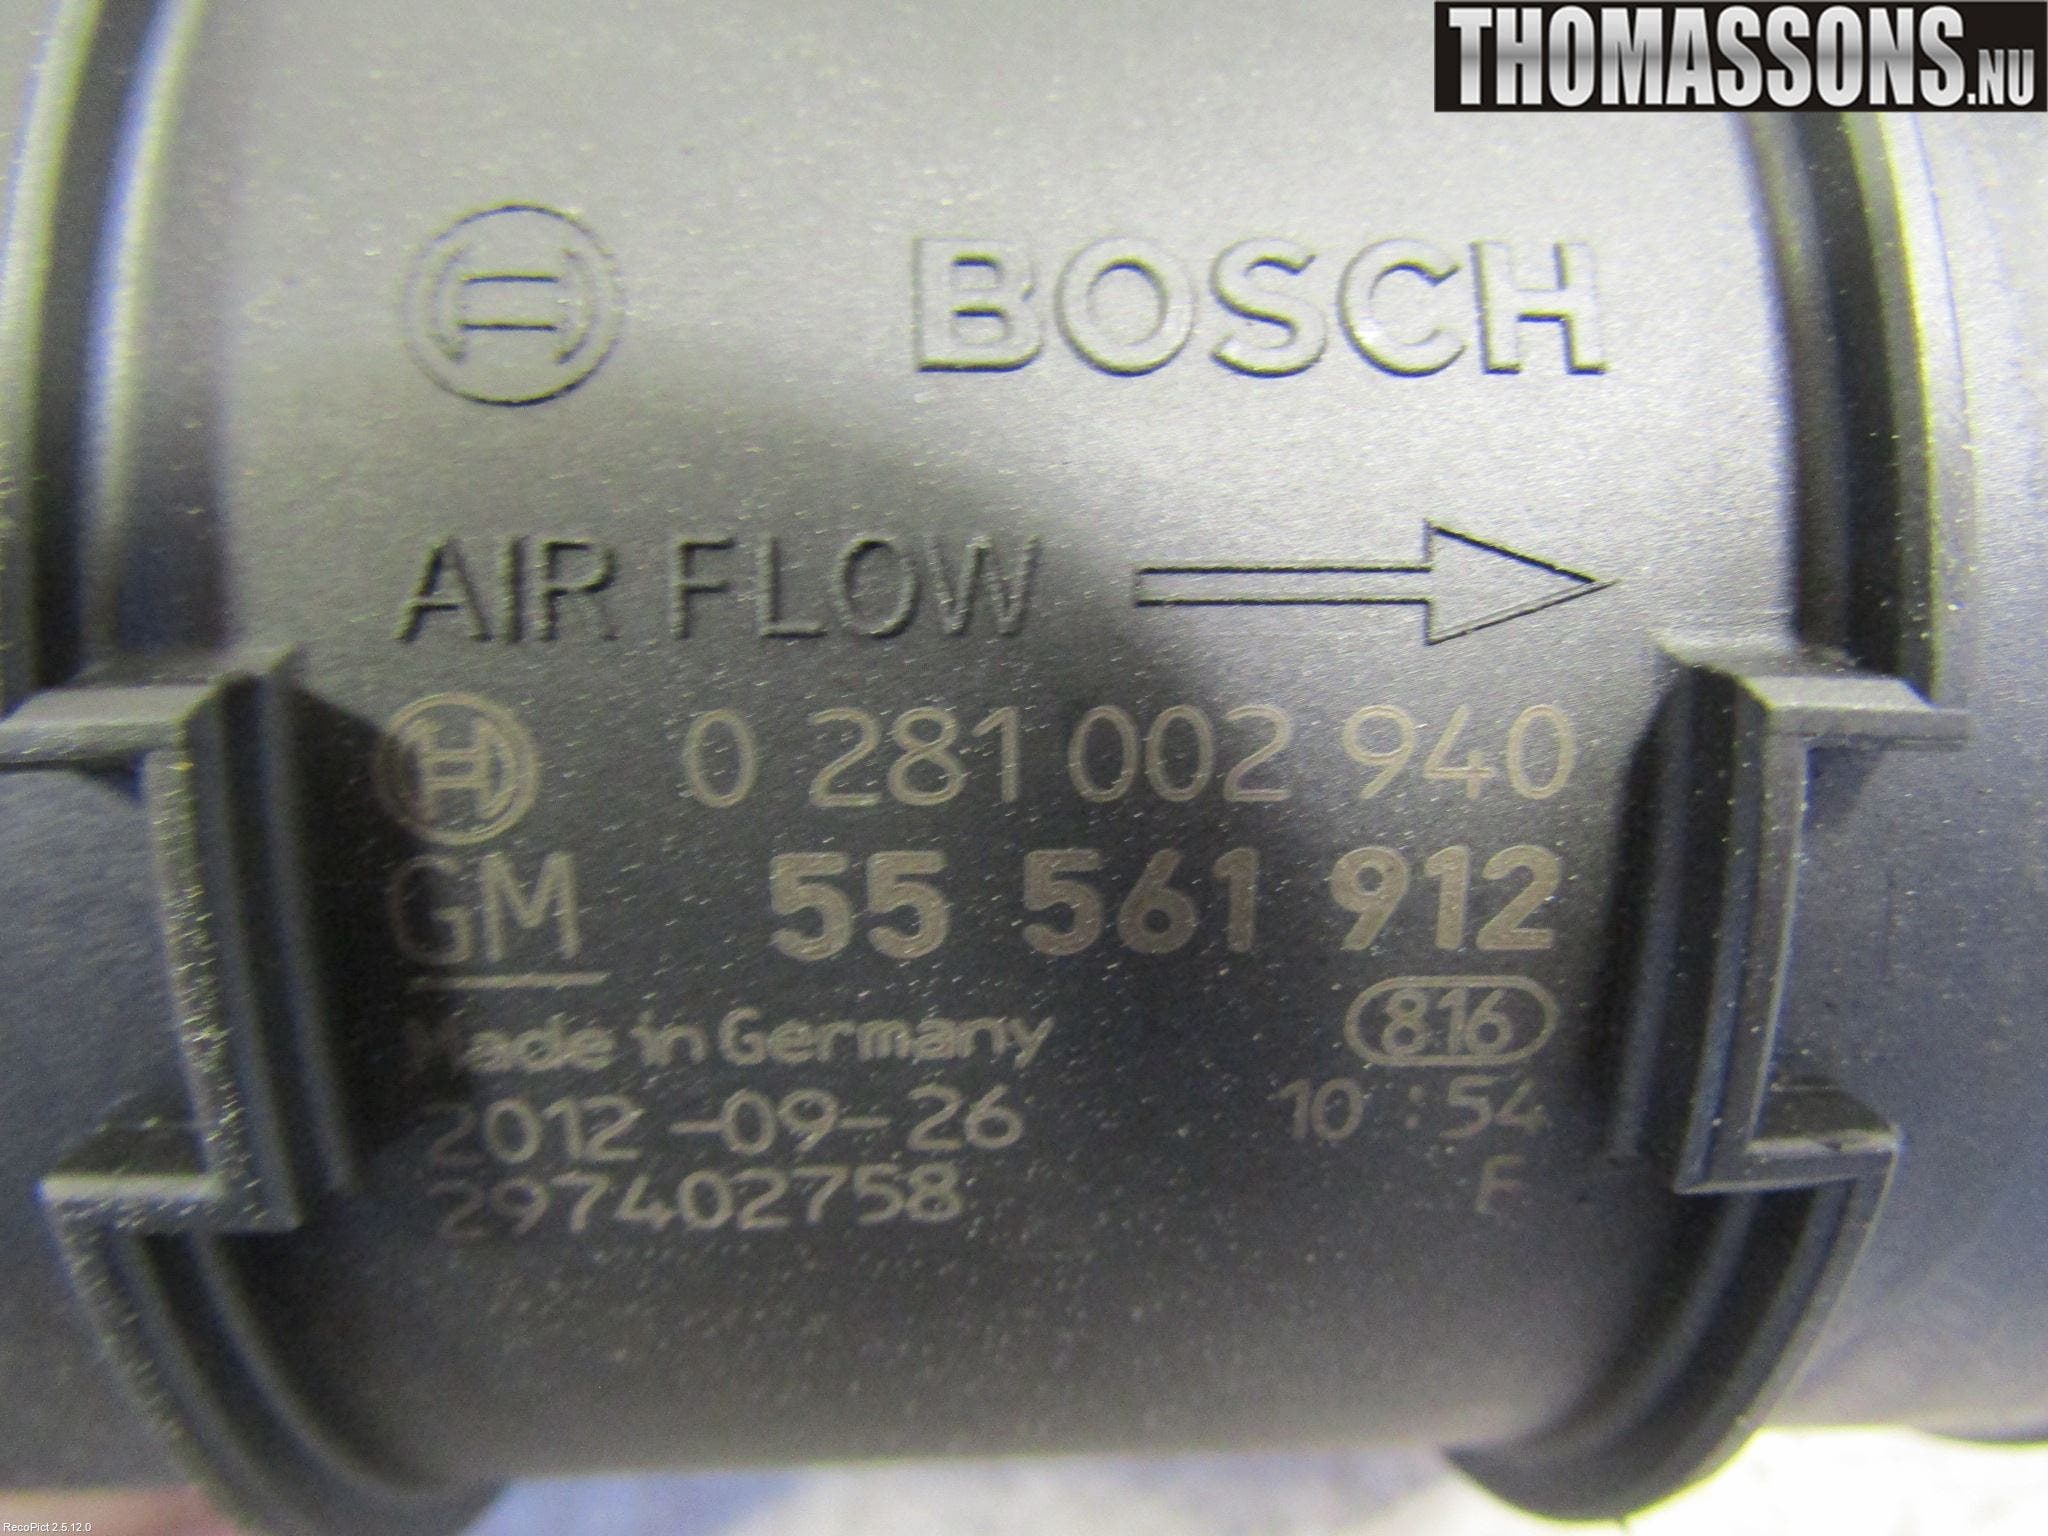 THOMASSONS.NU
BOSCH
AIR FLOW
0 281 002 940
GM 55 561 912
Made in Germany 816
2012-09-26 10:54
297402758 F
RecoPict 2.5.12.0